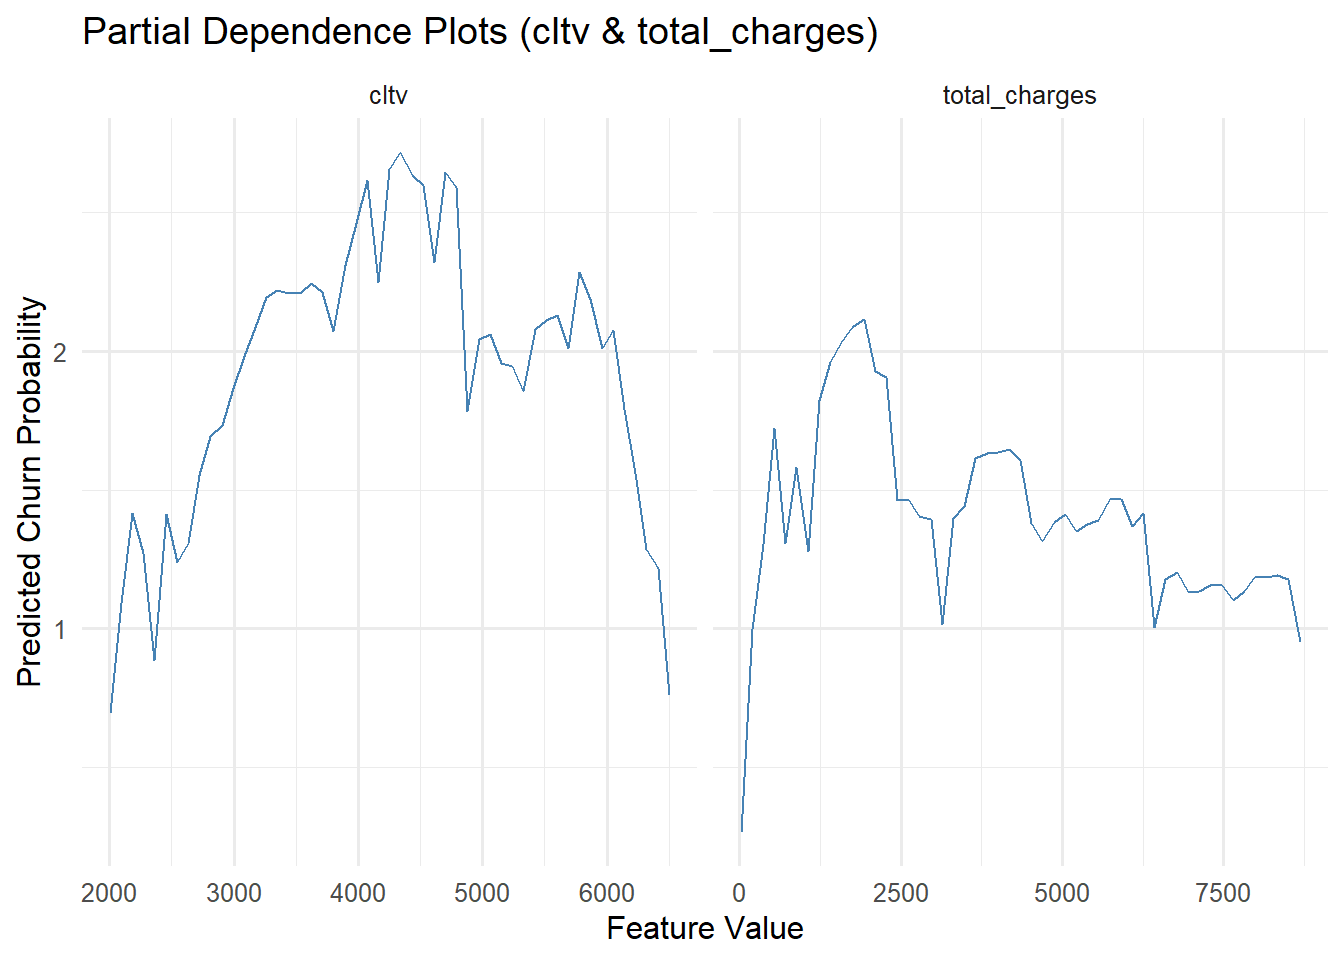 Partial Dependence Plots (cltv & total_charges)
cltv
total_charges
Predicted Churn Probability
2
1
2000 3000 4000 5000 6000
0 2500 5000 7500
Feature Value